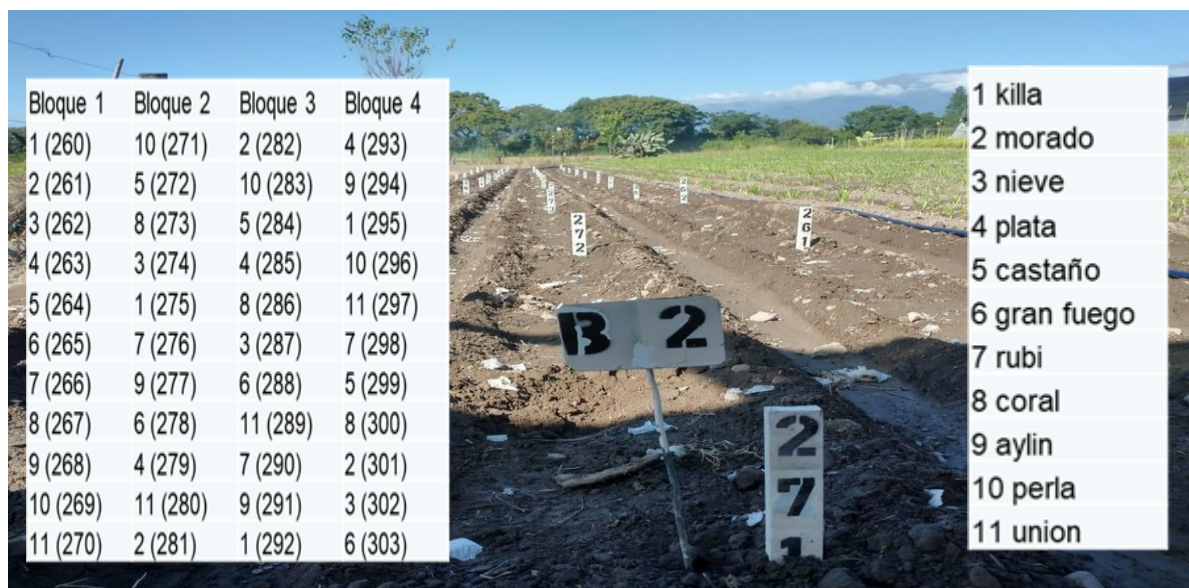 Bloque 1 Bloque 2 Bloque 3 Bloque 4
1 (260) 10 (271) 2 (282) 4 (293)
2 (261) 5 (272) 10 (283) 9 (294)
3 (262) 8 (273) 5 (284) 1 (295)
4 (263) 3 (274) 4 (285) 10 (296)
5 (264) 1 (275) 8 (286) 11 (297)
6 (265) 7 (276) 3 (287) 7 (298)
7 (266) 9 (277) 6 (288) 5 (299)
8 (267) 6 (278) 11 (289) 8 (300)
9 (268) 4 (279) 7 (290) 2 (301)
10 (269) 11 (280) 9 (291) 3 (302)
11 (270) 2 (281) 1 (292) 6 (303)
1 killa
2 morado
3 nieve
4 plata
5 castaño
6 gran fuego
7 rubi
8 coral
9 aylin
10 perla
11 union
262
272
261
B 2
271